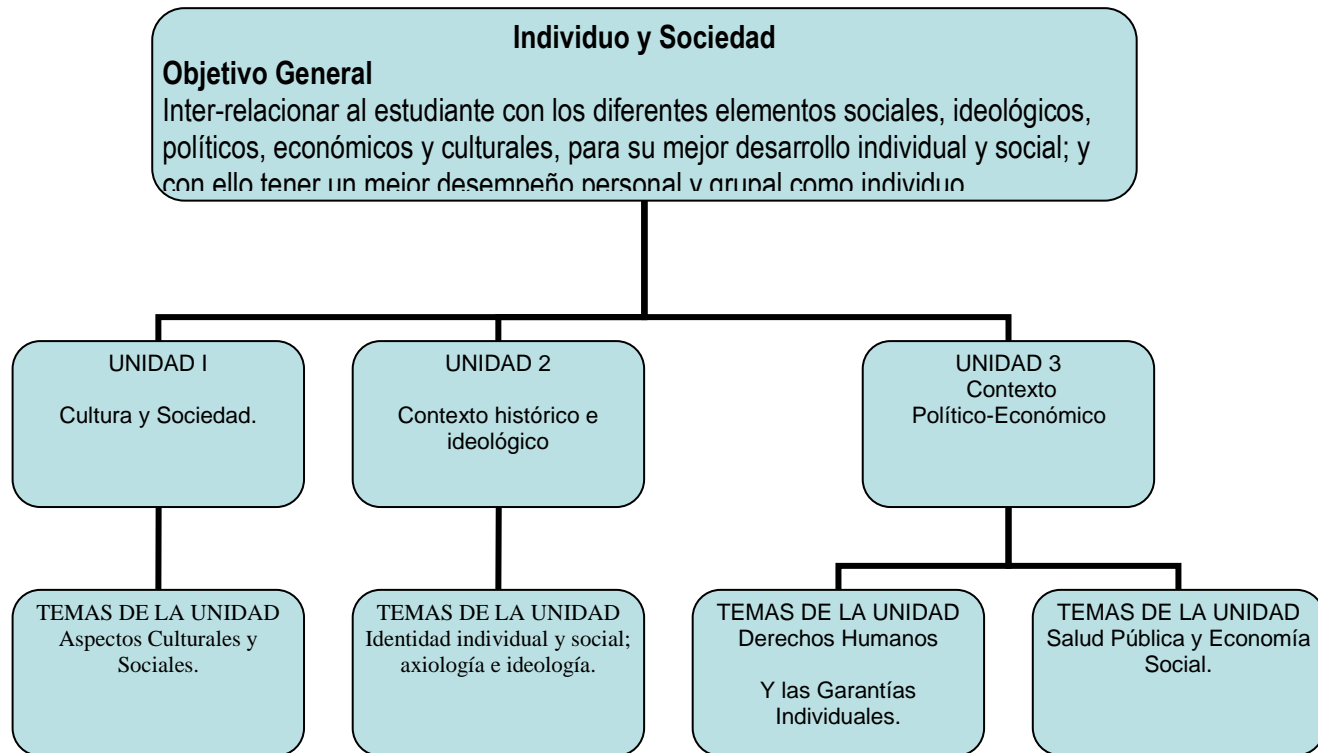 Individuo y Sociedad
Objetivo General
Inter-relacionar al estudiante con los diferentes elementos sociales, ideológicos,
políticos, económicos y culturales, para su mejor desarrollo individual y social; y
con ello tener un mejor desempeño personal y grupal como individuo
UNIDAD I
Cultura y Sociedad.
UNIDAD 2
Contexto histórico e
ideológico
UNIDAD 3
Contexto
Político-Económico
TEMAS DE LA UNIDAD
Aspectos Culturales y
Sociales.
TEMAS DE LA UNIDAD
Identidad individual y social;
axiología e ideología.
TEMAS DE LA UNIDAD
Derechos Humanos
Y las Garantías
Individuales.
TEMAS DE LA UNIDAD
Salud Pública y Economía
Social.